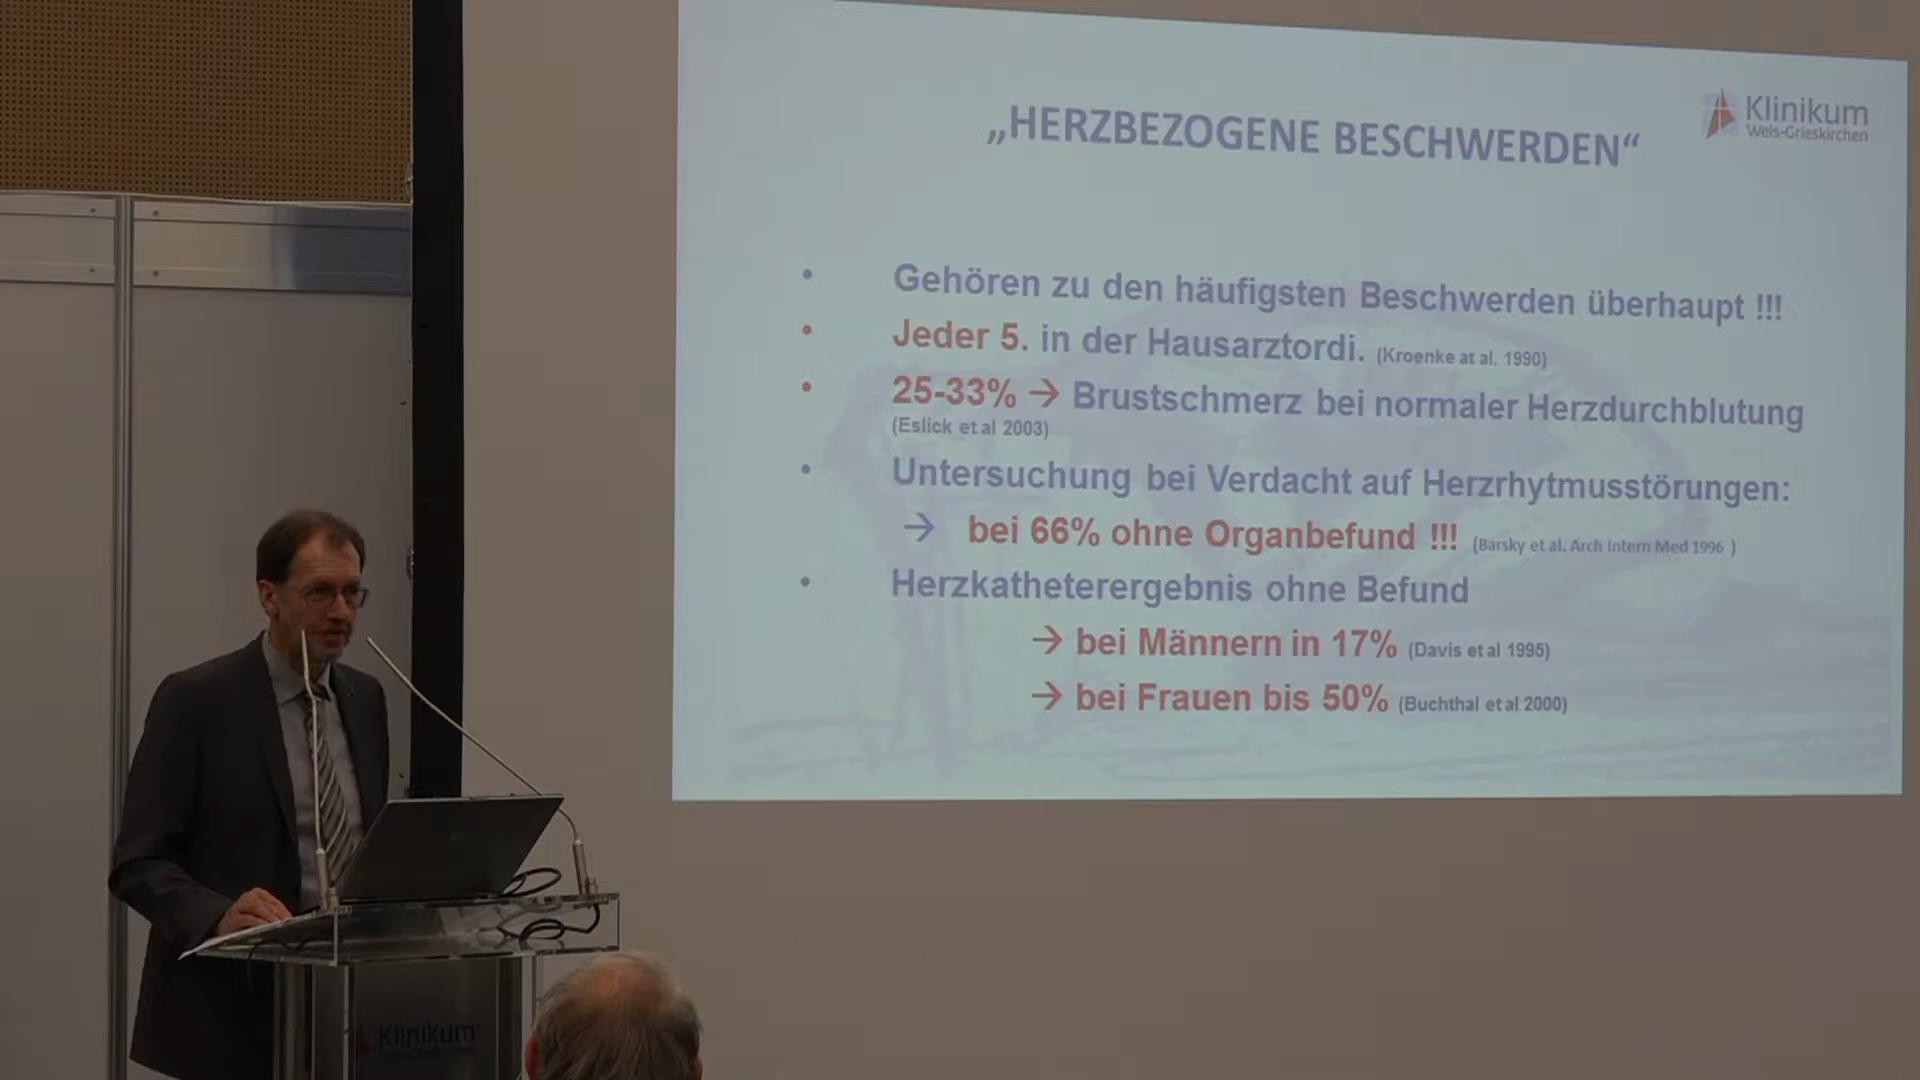 „HERZBEZOGENE BESCHWERDEN“
Klinikum
Wels-Grieskirchen
• Gehören zu den häufigsten Beschwerden überhaupt !!!
• Jeder 5. in der Hausarztordi. (Kroenke at al. 1990)
• 25-33% → Brustschmerz bei normaler Herzdurchblutung
(Eslick et al 2003)
• Untersuchung bei Verdacht auf Herzrhytmusstörungen:
→ bei 66% ohne Organbefund !!! (Barsky et al. Arch Intern Med 1996 )
• Herzkatheterergebnis ohne Befund
→ bei Männern in 17% (Davis et al 1995)
→ bei Frauen bis 50% (Buchthal et al 2000)
Klinikum